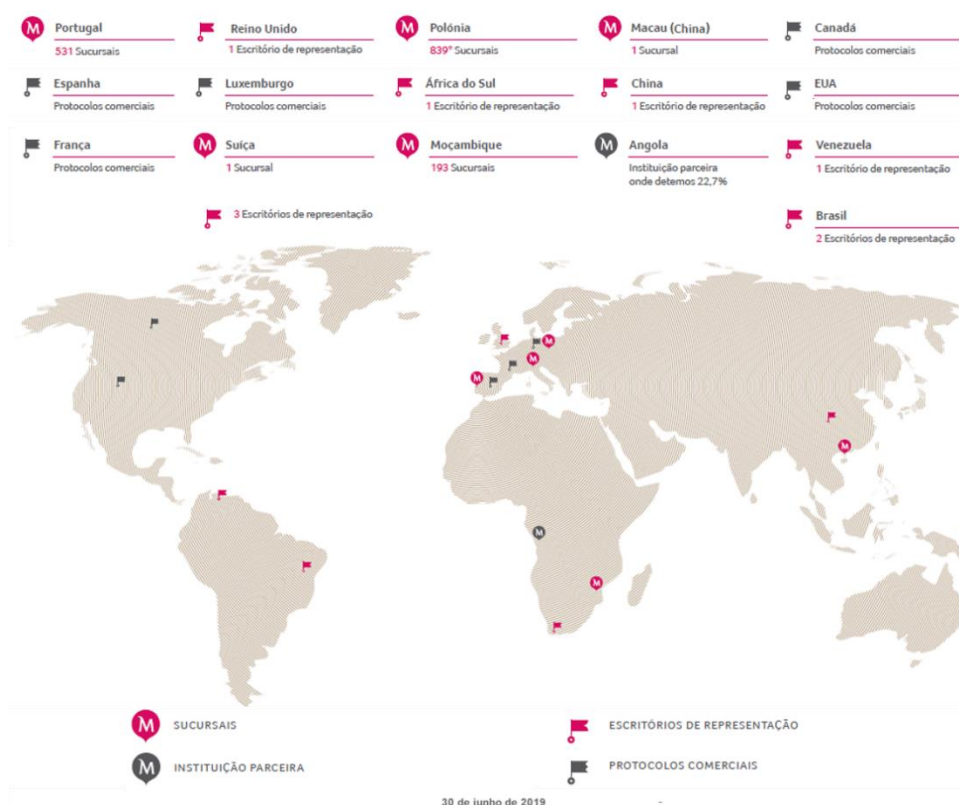 Portugal
531 Sucursais
Reino Unido
1 Escritório de representação
Polónia
839* Sucursais
Macau (China)
1 Sucursal
Canadá
Protocolos comerciais
Espanha
Protocolos comerciais
Luxemburgo
Protocolos comerciais
África do Sul
1 Escritório de representação
China
1 Escritório de representação
EUA
Protocolos comerciais
França
Protocolos comerciais
Suíça
1 Sucursal
Moçambique
193 Sucursais
Angola
Instituição parceira
onde detemos 22,7%
Venezuela
1 Escritório de representação
3 Escritórios de representação
Brasil
2 Escritórios de representação
M SUCURSAIS
ESCRITÓRIOS DE REPRESENTAÇÃO
M INSTITUIÇÃO PARCEIRA
PROTOCOLOS COMERCIAIS
30 de junho de 2019